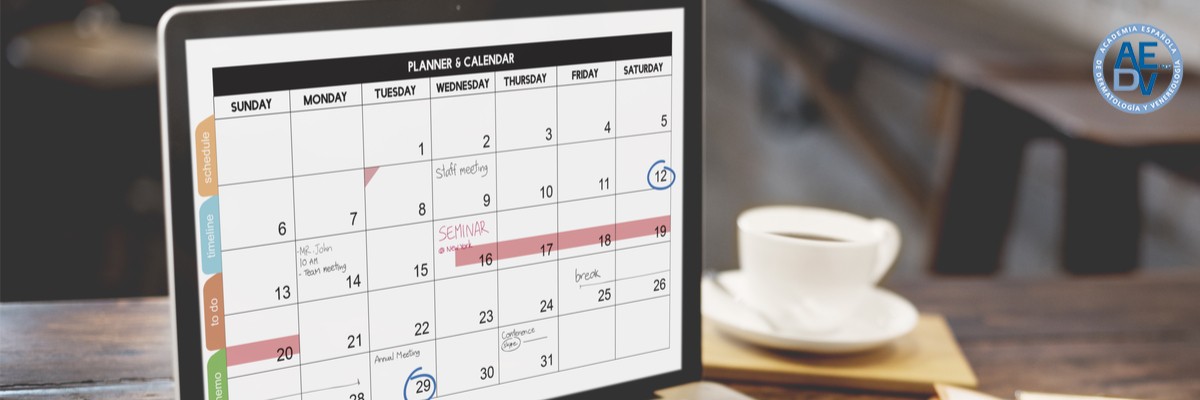 PLANNER & CALENDAR
SUNDAY MONDAY TUESDAY WEDNESDAY THURSDAY FRIDAY SATURDAY
1 2 3 4 5
Staff meeting
6 7 8 9 10 11 12
SEMINAR
@ New york
-MR. John
10 AM
- Team meeting
13 14 15 16 17 18 19
break
20 21 22 23 24 25 26
Annual Meeting
Conference
28 29 30 31
schedule
timeline
to do
ACADEMIA ESPAÑOLA
DE DERMATOLOGÍA Y VENEREOLOGÍA
AE
DV